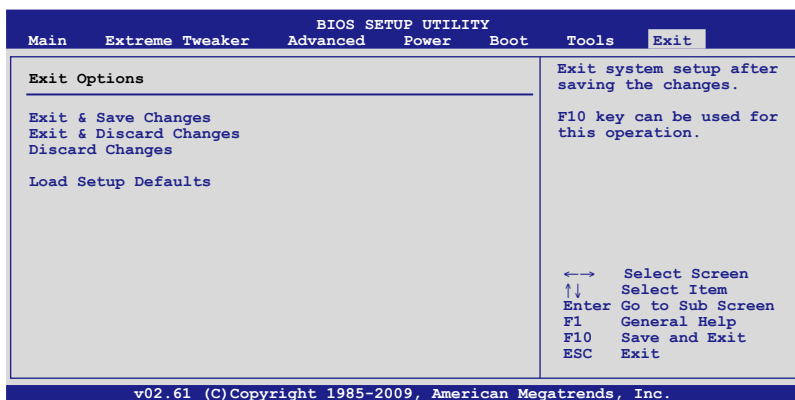 BIOS SETUP UTILITY
Main Extreme Tweaker Advanced Power Boot Tools Exit
Exit Options
Exit & Save Changes
Exit & Discard Changes
Discard Changes
Load Setup Defaults
Exit system setup after
saving the changes.
F10 key can be used for
this operation.
←→ Select Screen
↑↓ Select Item
Enter Go to Sub Screen
F1 General Help
F10 Save and Exit
ESC Exit
v02.61 (C)Copyright 1985-2009, American Megatrends, Inc.